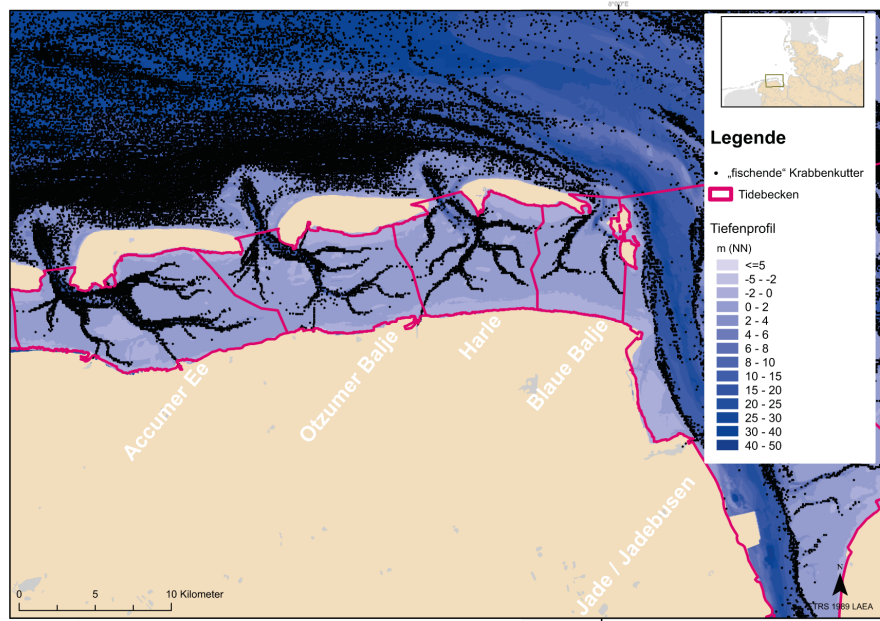 Legende
„fischende“ Krabbenkutter
Tidebecken
Tiefenprofil
m (NN)
<=5
-5 - -2
-2 - 0
0 - 2
2 - 4
4 - 6
6 - 8
8 - 10
10 - 15
15 - 20
20 - 25
25 - 30
30 - 40
40 - 50
Accumer Ee
Otzumer Balje
Harle
Blaue Balje
Jade / Jadebusen
0 5 10 Kilometer
N
TRS 1989 LAEA